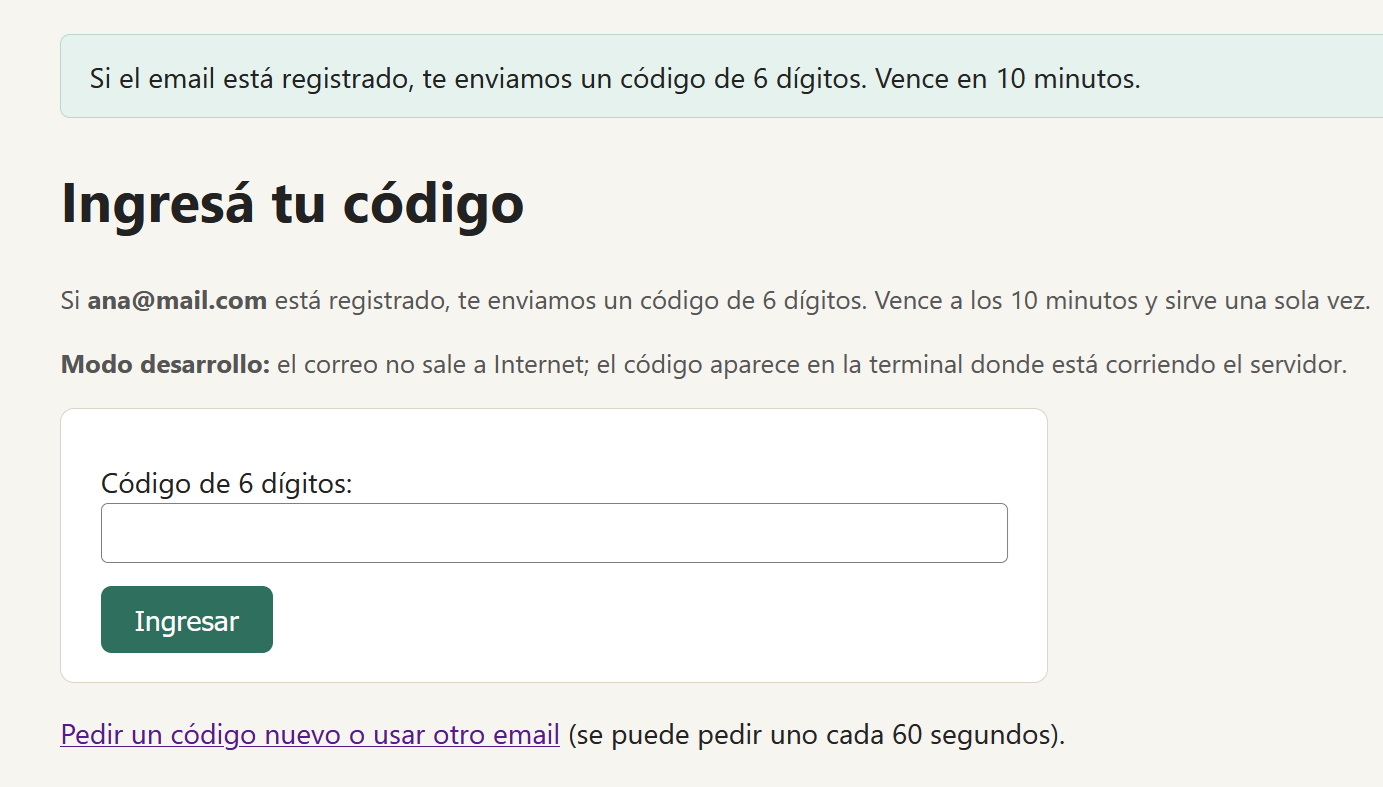 Si el email está registrado, te enviamos un código de 6 dígitos. Vence en 10 minutos.
Ingresá tu código
Si ana@mail.com está registrado, te enviamos un código de 6 dígitos. Vence a los 10 minutos y sirve una sola vez.
Modo desarrollo: el correo no sale a Internet; el código aparece en la terminal donde está corriendo el servidor.
Código de 6 dígitos:
Ingresar
Pedir un código nuevo o usar otro email (se puede pedir uno cada 60 segundos).